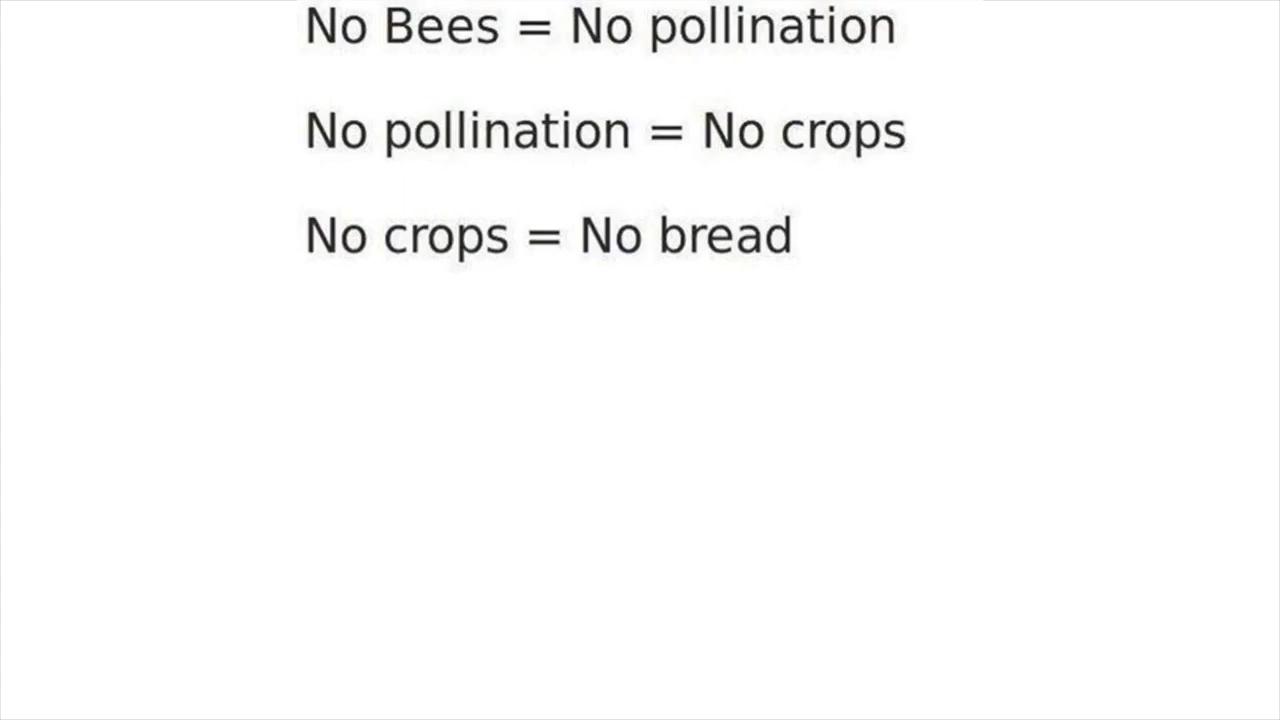 No Bees = No pollination
No pollination = No crops
No crops = No bread